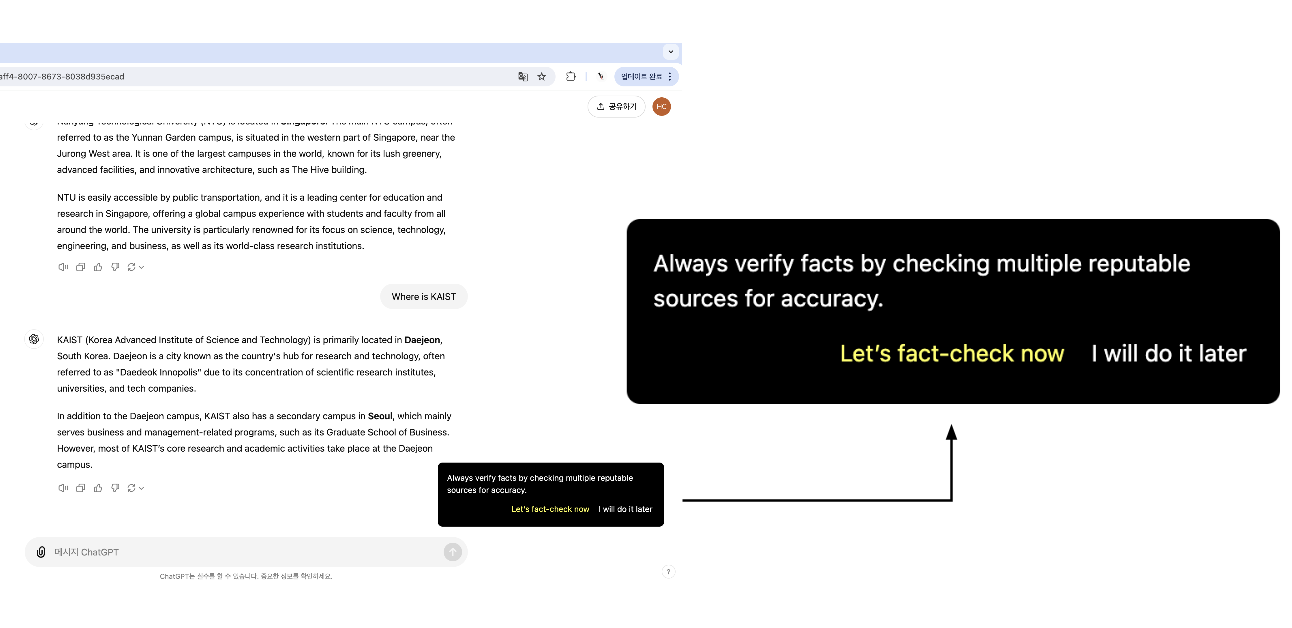 aff4-8007-8673-8038d935ecad
업데이트 완료
공유하기
HC
Nanyang Technological University (NTU) is located in Singapore. The main NTU campus, often
referred to as the Yunnan Garden campus, is situated in the western part of Singapore, near the
Jurong West area. It is one of the largest campuses in the world, known for its lush greenery,
advanced facilities, and innovative architecture, such as The Hive building.
NTU is easily accessible by public transportation, and it is a leading center for education and
research in Singapore, offering a global campus experience with students and faculty from all
around the world. The university is particularly renowned for its focus on science, technology,
engineering, and business, as well as its world-class research institutions.
Where is KAIST
KAIST (Korea Advanced Institute of Science and Technology) is primarily located in Daejeon,
South Korea. Daejeon is a city known as the country's hub for research and technology, often
referred to as "Daedeok Innopolis" due to its concentration of scientific research institutes,
universities, and tech companies.
In addition to the Daejeon campus, KAIST also has a secondary campus in Seoul, which mainly
serves business and management-related programs, such as its Graduate School of Business.
However, most of KAIST's core research and academic activities take place at the Daejeon
campus.
Always verify facts by checking multiple reputable
sources for accuracy.
Let's fact-check now I will do it later
메시지 ChatGPT
ChatGPT는 실수를 할 수 있습니다. 중요한 정보를 확인하세요.
?
Always verify facts by checking multiple reputable
sources for accuracy.
Let's fact-check now I will do it later